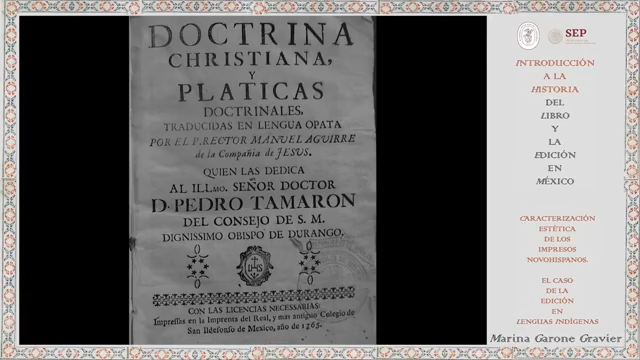 DOCTRINA
CHRISTIANA,
Y
PLATICAS
DOCTRINALES,
TRADUCIDAS EN LENGUA OPATA
POR EL P. RECTOR MANUEL AGUIRRE
de la Compañia de JESUS.
QUIEN LAS DEDICA
AL ILLmo. SEÑOR DOCTOR
D. PEDRO TAMARON
DEL CONSEJO DE S. M.
DIGNISSIMO OBISPO DE DURANGO.
IHS
CON LAS LICENCIAS NECESSARIAS:
Impressas en la Imprenta del Real, y mas antiguo Colegio de
San Ildefonso de Mexico, año de 1765.
SEP
INTRODUCCIÓN
A LA
HISTORIA
DEL
LIBRO
Y
LA
EDICIÓN
EN
MÉXICO
CARACTERIZACIÓN
ESTÉTICA
DE LOS
IMPRESOS
NOVOHISPANOS.
EL CASO
DE LA
EDICIÓN
EN
LENGUAS INDÍGENAS
Marina Garone Gravier